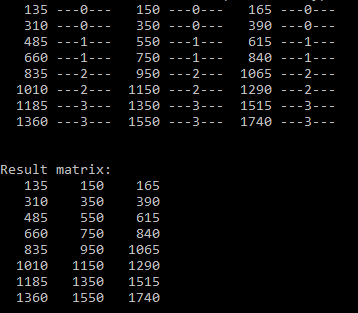 135 ---0--- 150 ---0--- 165 ---0---
310 ---0--- 350 ---0--- 390 ---0---
485 ---1--- 550 ---1--- 615 ---1---
660 ---1--- 750 ---1--- 840 ---1---
835 ---2--- 950 ---2--- 1065 ---2---
1010 ---2--- 1150 ---2--- 1290 ---2---
1185 ---3--- 1350 ---3--- 1515 ---3---
1360 ---3--- 1550 ---3--- 1740 ---3---
Result matrix:
135 150 165
310 350 390
485 550 615
660 750 840
835 950 1065
1010 1150 1290
1185 1350 1515
1360 1550 1740